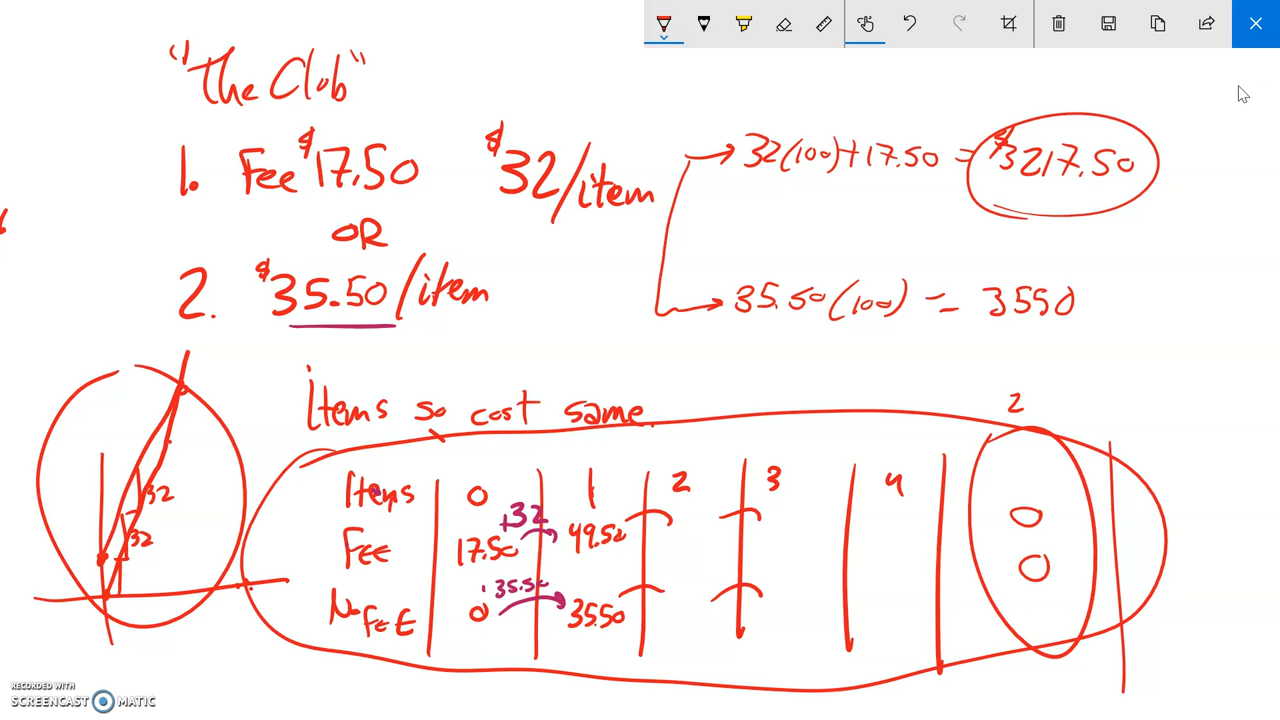 "The Club"
1. Fee $17.50 $32/item
OR
2. $35.50/item
32(100)+17.50 = $3217.50
35.50(100) = 3550
Items so cost same.
2
Items 0 1 2 3 4
+32
Fee 17.50 49.50
35.50
No Fee 0 35.50
32
32
RECORDED WITH
SCREENCAST MATIC